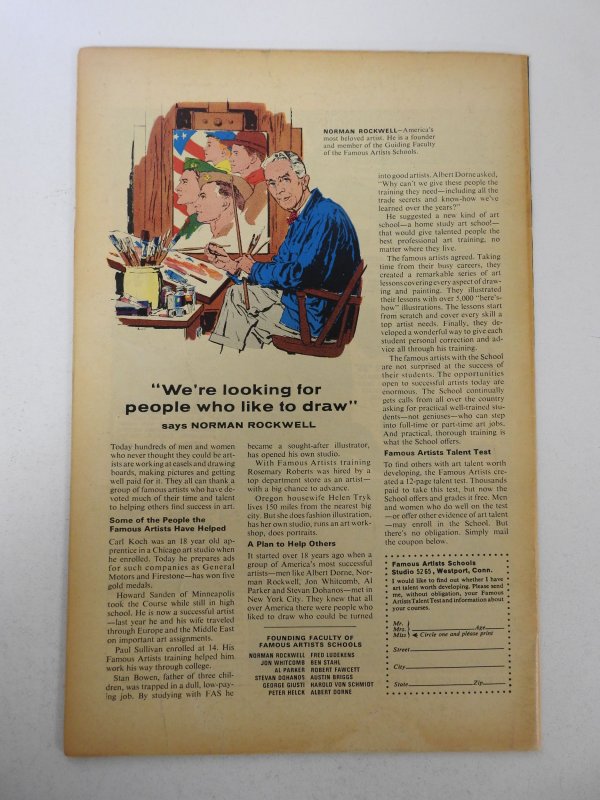 NORMAN ROCKWELL—America's
most beloved artist. He is a founder
and member of the Guiding Faculty
of the Famous Artists Schools.
"We're looking for
people who like to draw"
says NORMAN ROCKWELL
Today hundreds of men and women
who never thought they could be art-
ists are working at easels and drawing
boards, making pictures and getting
well paid for it. They all can thank a
group of famous artists who have de-
voted much of their time and talent
to helping others find success in art.
Some of the People the
Famous Artists Have Helped
Carl Koch was an 18 year old ap-
prentice in a Chicago art studio when
he enrolled. Today he prepares ads
for such companies as General
Motors and Firestone—has won five
gold medals.
Howard Sanden of Minneapolis
took the Course while still in high
school. He is now a successful artist
—last year he and his wife traveled
through Europe and the Middle East
on important art assignments.
Paul Sullivan enrolled at 14. His
Famous Artists training helped him
work his way through college.
Stan Bowen, father of three chil-
dren, was trapped in a dull, low-pay-
ing job. By studying with FAS he
became a sought-after illustrator,
has opened his own studio.
With Famous Artists training
Rosemary Roberts was hired by a
top department store as an artist—
with a big chance to advance.
Oregon housewife Helen Tryk
lives 150 miles from the nearest big
city. But she does fashion illustration,
has her own studio, runs an art work-
shop, does portraits.
A Plan to Help Others
It started over 18 years ago when a
group of America's most successful
artists—men like Albert Dorne, Nor-
man Rockwell, Jon Whitcomb, Al
Parker and Stevan Dohanos—met in
New York City. They knew that all
over America there were people who
liked to draw who could be turned
FOUNDING FACULTY OF
FAMOUS ARTISTS SCHOOLS
NORMAN ROCKWELL FRED LUDEKENS
JON WHITCOMB BEN STAHL
AL PARKER ROBERT FAWCETT
STEVAN DOHANOS AUSTIN BRIGGS
GEORGE GIUSTI HAROLD VON SCHMIDT
PETER HELCK ALBERT DORNE
into good artists. Albert Dorne asked,
"Why can't we give these people the
training they need—including all the
trade secrets and know-how we've
learned over the years?"
He suggested a new kind of art
school—a home study art school—
that would give talented people the
best professional art training, no
matter where they live.
The famous artists agreed. Taking
time from their busy careers, they
created a remarkable series of art
lessons covering every aspect of draw-
ing and painting. They illustrated
their lessons with over 5,000 "here's-
how" illustrations. The lessons start
from scratch and cover every skill a
top artist needs. Finally, they de-
veloped a wonderful way to give each
student personal correction and ad-
vice all through his training.
The famous artists with the School
are not surprised at the success of
their students. The opportunities
open to successful artists today are
enormous. The School continually
gets calls from all over the country
asking for practical well-trained stu-
dents—not geniuses—who can step
into full-time or part-time art jobs.
And practical, thorough training is
what the School offers.
Famous Artists Talent Test
To find others with art talent worth
developing, the Famous Artists cre-
ated a 12-page talent test. Thousands
paid to take this test, but now the
School offers and grades it free. Men
and women who do well on the test
—or offer other evidence of art talent
—may enroll in the School. But
there's no obligation. Simply mail
the coupon below.
Famous Artists Schools
Studio 5265, Westport, Conn.
I would like to find out whether I have
art talent worth developing. Please send
me, without obligation, your Famous
Artists Talent Test and information about
your courses.
Mr.
Mrs. Age
Miss Circle one and please print
Street
City
State Zip